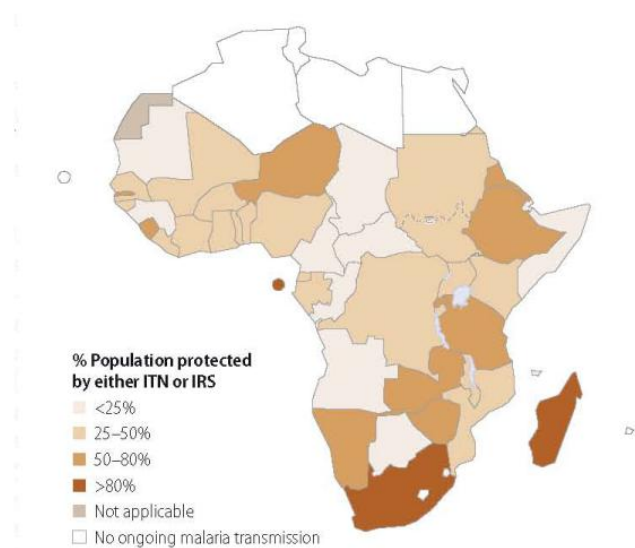 % Population protected
by either ITN or IRS
<25%
25–50%
50–80%
>80%
Not applicable
No ongoing malaria transmission